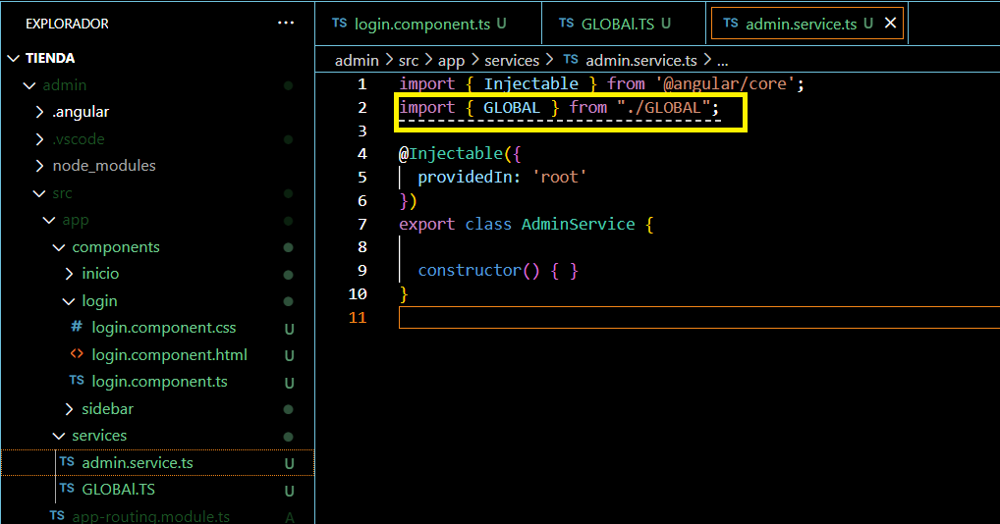 EXPLORADOR ...
TIENDA
admin
.angular
.vscode
node_modules
src
app
components
inicio
login
# login.component.css U
<> login.component.html U
TS login.component.ts U
sidebar
services
TS admin.service.ts U
TS GLOBAl.TS U
TS app-routing.module.ts A
TS login.component.ts U
TS GLOBAl.TS U
TS admin.service.ts U ✕
admin > src > app > services > TS admin.service.ts > ...
1 import { Injectable } from '@angular/core';
2 import { GLOBAL } from "./GLOBAL";
3
4 @Injectable({
5 providedIn: 'root'
6 })
7 export class AdminService {
8
9 constructor() { }
10 }
11